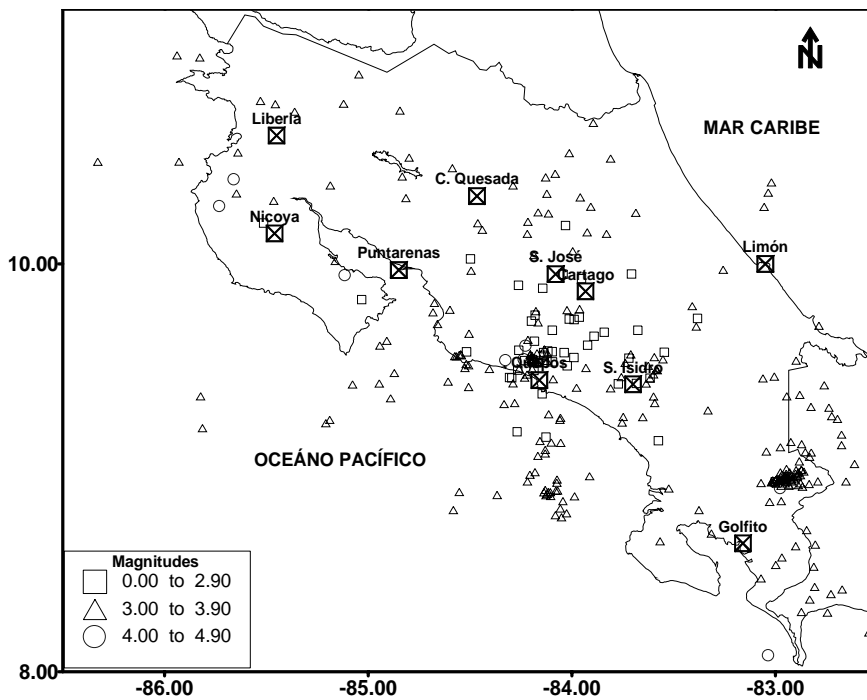 N
MAR CARIBE
Liberia
C. Quesada
Nicoya
Puntarenas
S. José
Limón
10.00
Cartago
Quepos
S. Isidro
OCEÁNO PACÍFICO
Golfito
Magnitudes
0.00 to 2.90
3.00 to 3.90
4.00 to 4.90
8.00
-86.00
-85.00
-84.00
-83.00